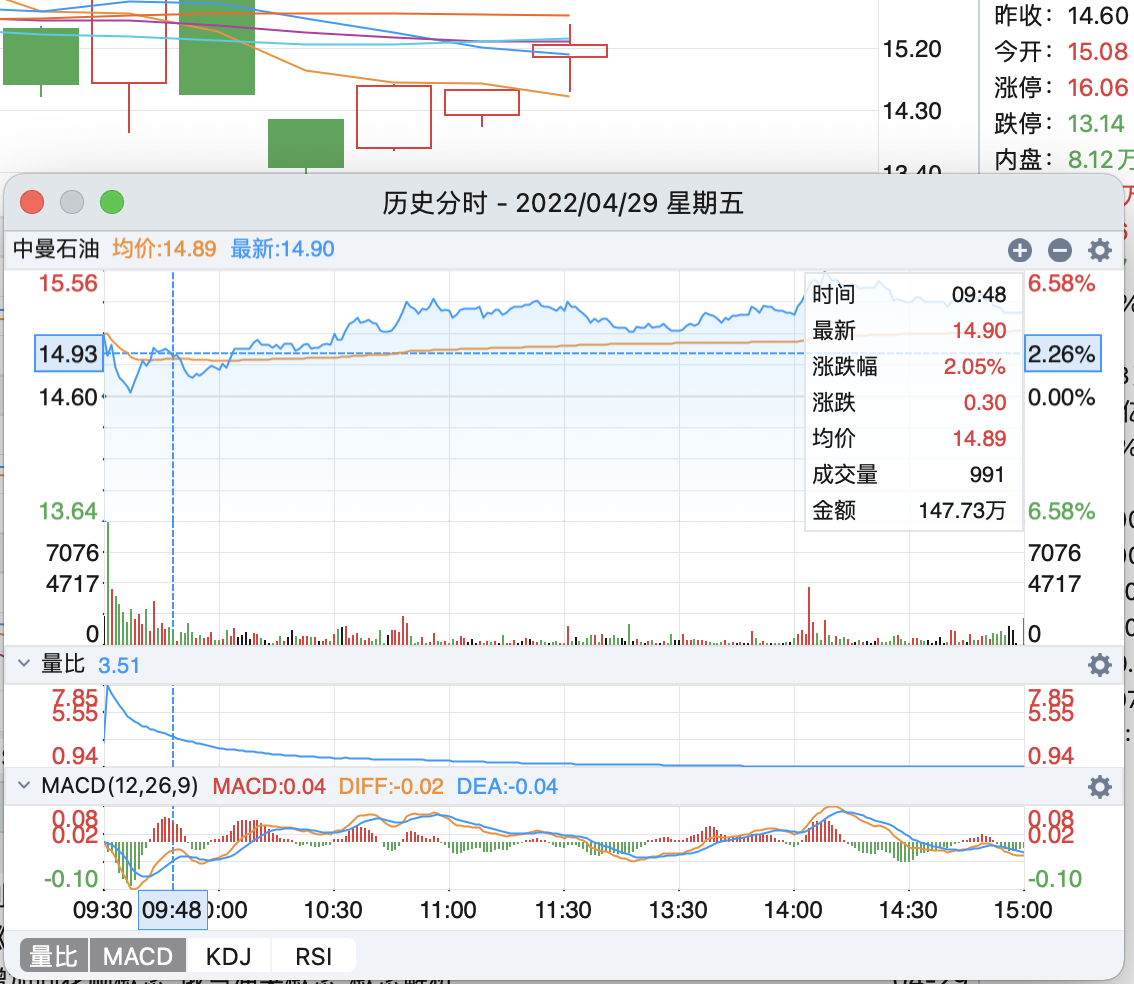 昨收: 14.60
15.20
今开: 15.08
涨停: 16.06
14.30
跌停: 13.14
内盘: 8.12万
13.40
历史分时 - 2022/04/29 星期五
中曼石油 均价:14.89 最新:14.90
15.56
6.58%
时间 09:48
最新 14.90
14.93
2.26%
涨跌幅 2.05%
14.60
0.00%
涨跌 0.30
均价 14.89
成交量 991
13.64
金额 147.73万
6.58%
7076
7076
4717
4717
0
0
量比 3.51
7.85
7.85
5.55
5.55
0.94
0.94
MACD(12,26,9) MACD:0.04 DIFF:-0.02 DEA:-0.04
0.08
0.08
0.02
0.02
-0.10
-0.10
09:30 09:48 0:00 10:30 11:00 11:30 13:30 14:00 14:30 15:00
量比 MACD KDJ RSI